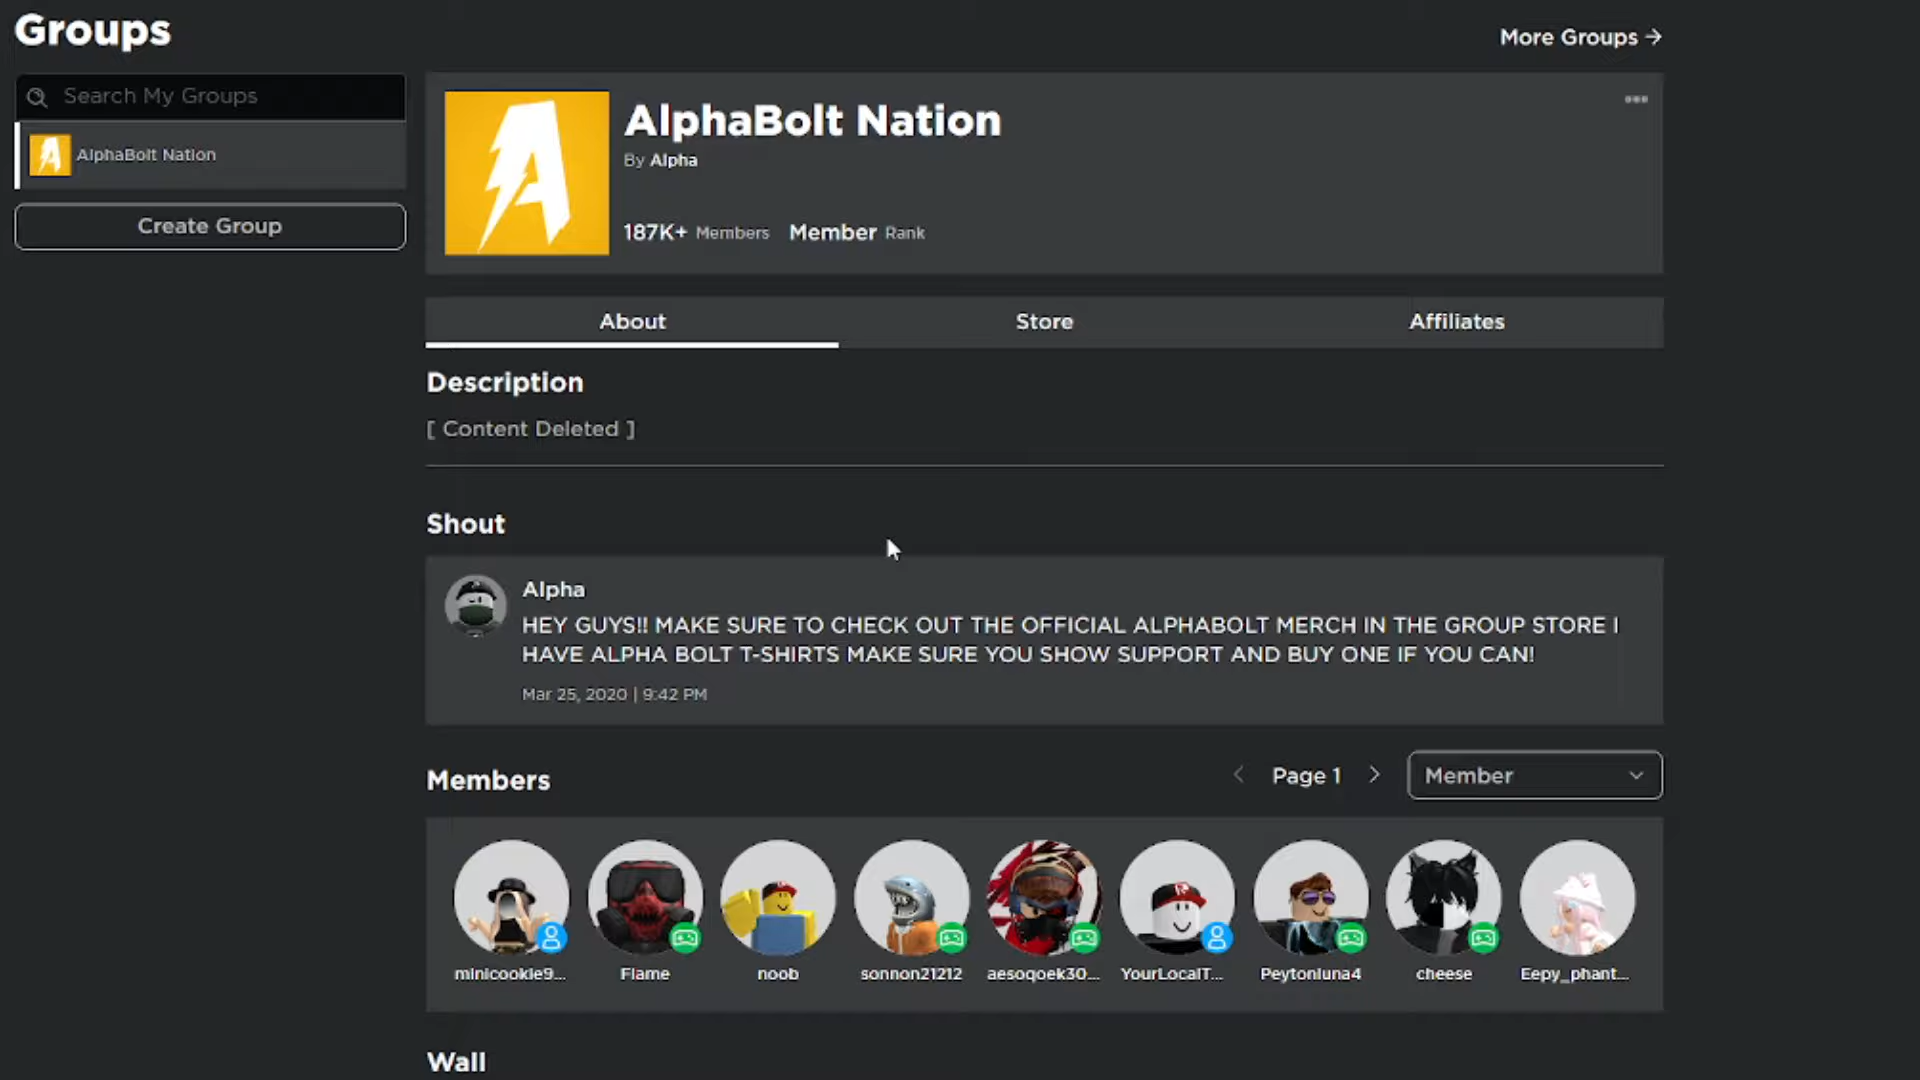 Groups
More Groups →
Search My Groups
AlphaBolt Nation
Create Group
AlphaBolt Nation
By Alpha
187K+ Members Member Rank
About Store Affiliates
Description
[ Content Deleted ]
Shout
Alpha
HEY GUYS!! MAKE SURE TO CHECK OUT THE OFFICIAL ALPHABOLT MERCH IN THE GROUP STORE I
HAVE ALPHA BOLT T-SHIRTS MAKE SURE YOU SHOW SUPPORT AND BUY ONE IF YOU CAN!
Mar 25, 2020 | 9:42 PM
Members
Page 1
Member
minicookie9... Flame noob sonnon21212 aesoqoek30... YourLocalT... Peytonluna4 cheese Eepy_phant...
Wall